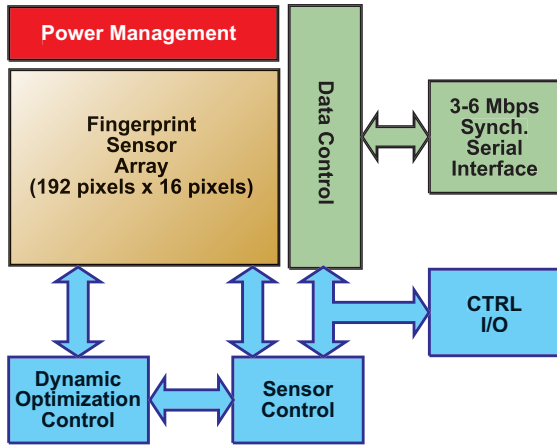 Power Management
Fingerprint
Sensor
Array
(192 pixels x 16 pixels)
Data Control
3-6 Mbps
Synch.
Serial
Interface
CTRL
I/O
Dynamic
Optimization
Control
Sensor
Control